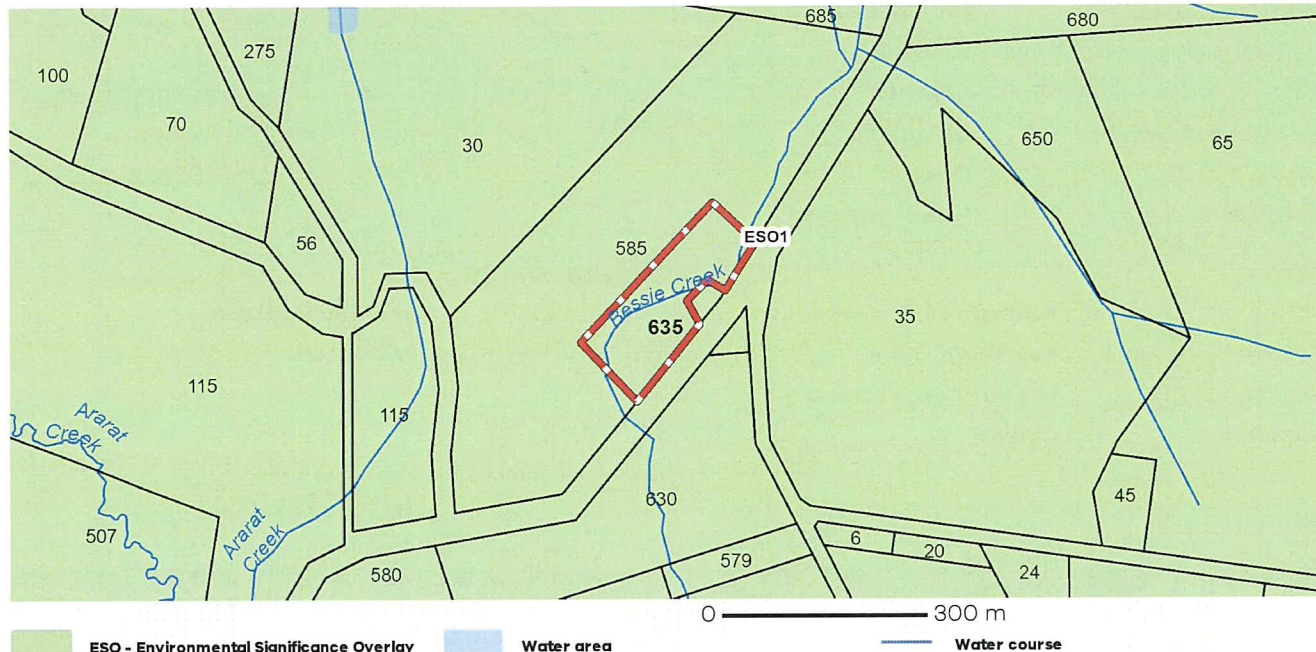 685
680
275
100
70
30
650
65
56
585
ESO1
Bessie Creek
635
35
115
115
Ararat
Creek
45
630
507
Ararat
Creek
6
20
579
580
24
0 300 m
ESO - Environmental Significance Overlay Water area Water course